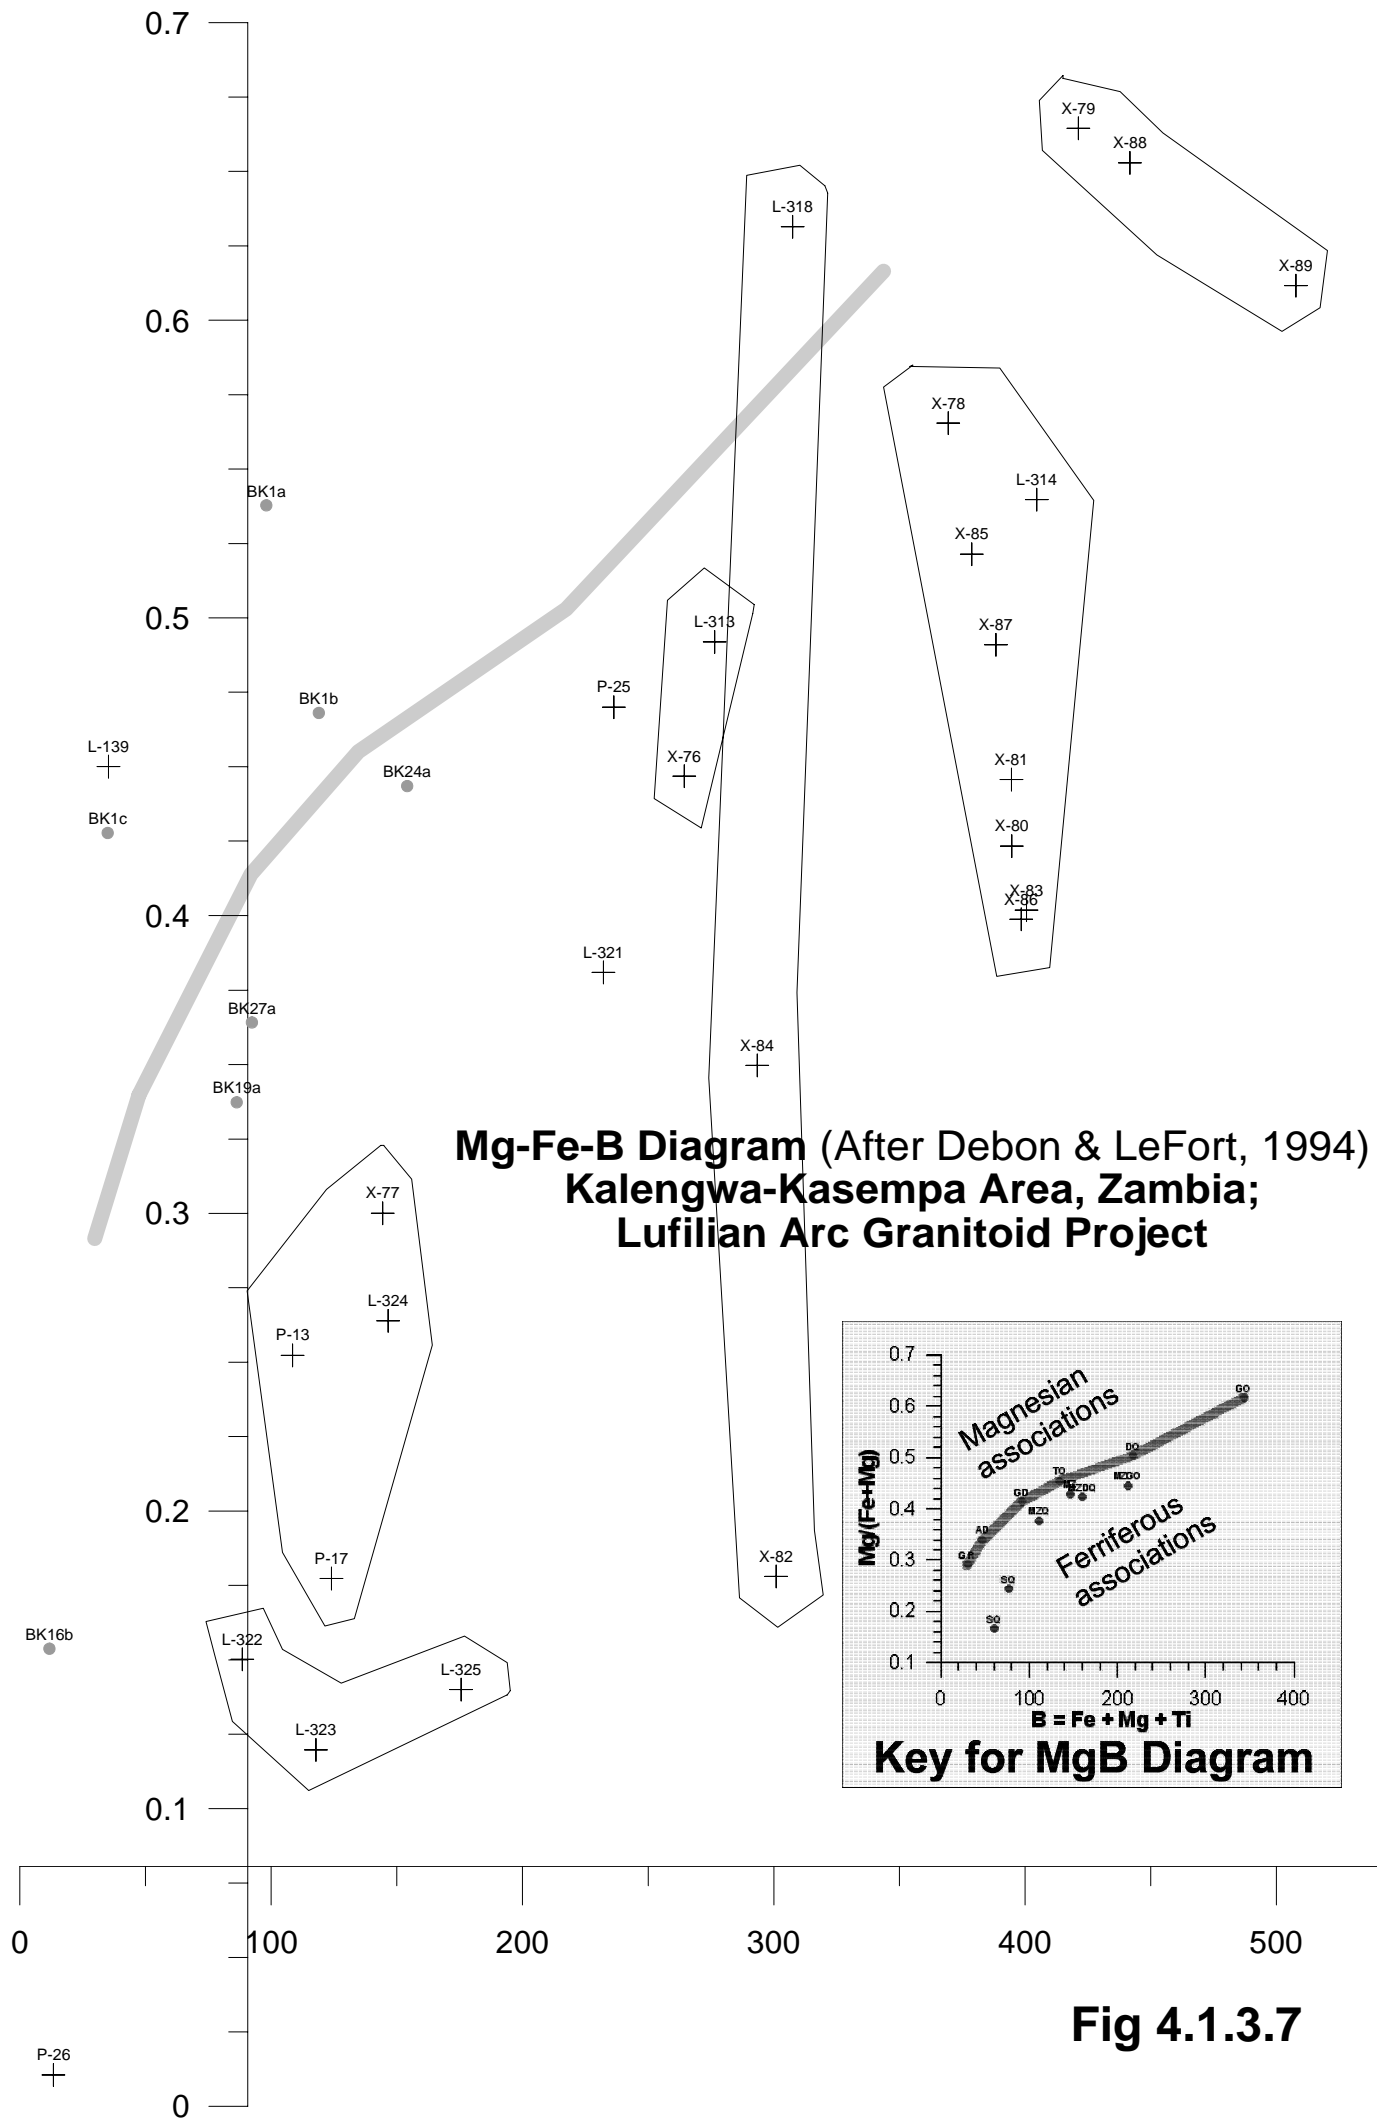 0.7
X-79
X-88
L-318
X-89
0.6
X-78
L-314
BK1a
X-85
0.5
L-313
X-87
P-25
BK1b
L-139
X-76
BK24a
X-81
BK1c
X-80
X-83
X-86
0.4
L-321
BK27a
X-84
BK19a
Mg-Fe-B Diagram (After Debon & LeFort, 1994)
Kalengwa-Kasempa Area, Zambia;
Lufilian Arc Granitoid Project
X-77
0.3
L-324
P-13
0.2
P-17
X-82
BK16b
L-322
L-325
L-323
0.1
0 100 200 300 400 500
P-26
0
0.7
0.6
0.5
0.4
0.3
0.2
0.1
Mg/(Fe+Mg)
Magnesian
associations
Ferriferous
associations
GO
DQ
TO
MZGO
MZDQ
GD
MZQ
AD
SQ
SQ
0 100 200 300 400
B = Fe + Mg + Ti
Key for MgB Diagram
Fig 4.1.3.7